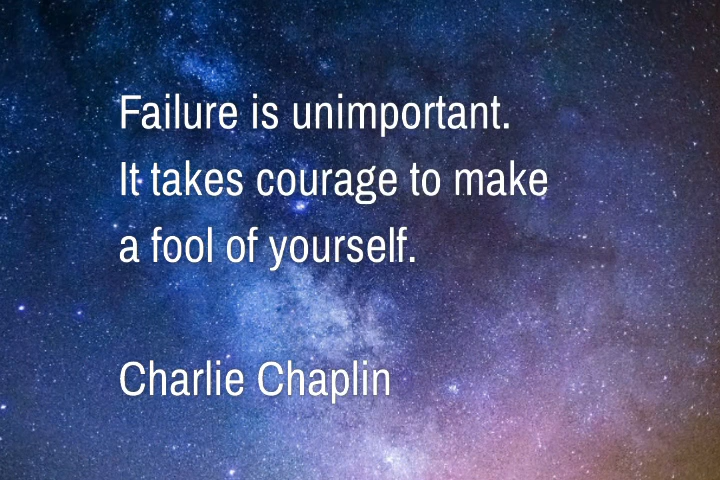 Failure is unimportant.
It takes courage to make
a fool of yourself.
Charlie Chaplin